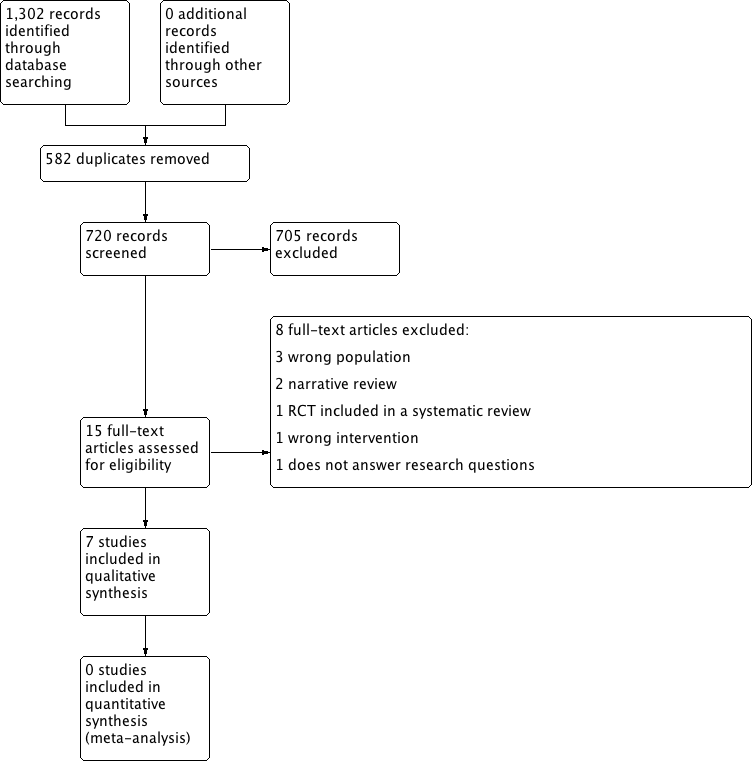 1,302 records
identified
through
database
searching
0 additional
records
identified
through other
sources
582 duplicates removed
720 records
screened
705 records
excluded
8 full-text articles excluded:
3 wrong population
2 narrative review
1 RCT included in a systematic review
1 wrong intervention
1 does not answer research questions
15 full-text
articles assessed
for eligibility
7 studies
included in
qualitative
synthesis
0 studies
included in
quantitative
synthesis
(meta-analysis)